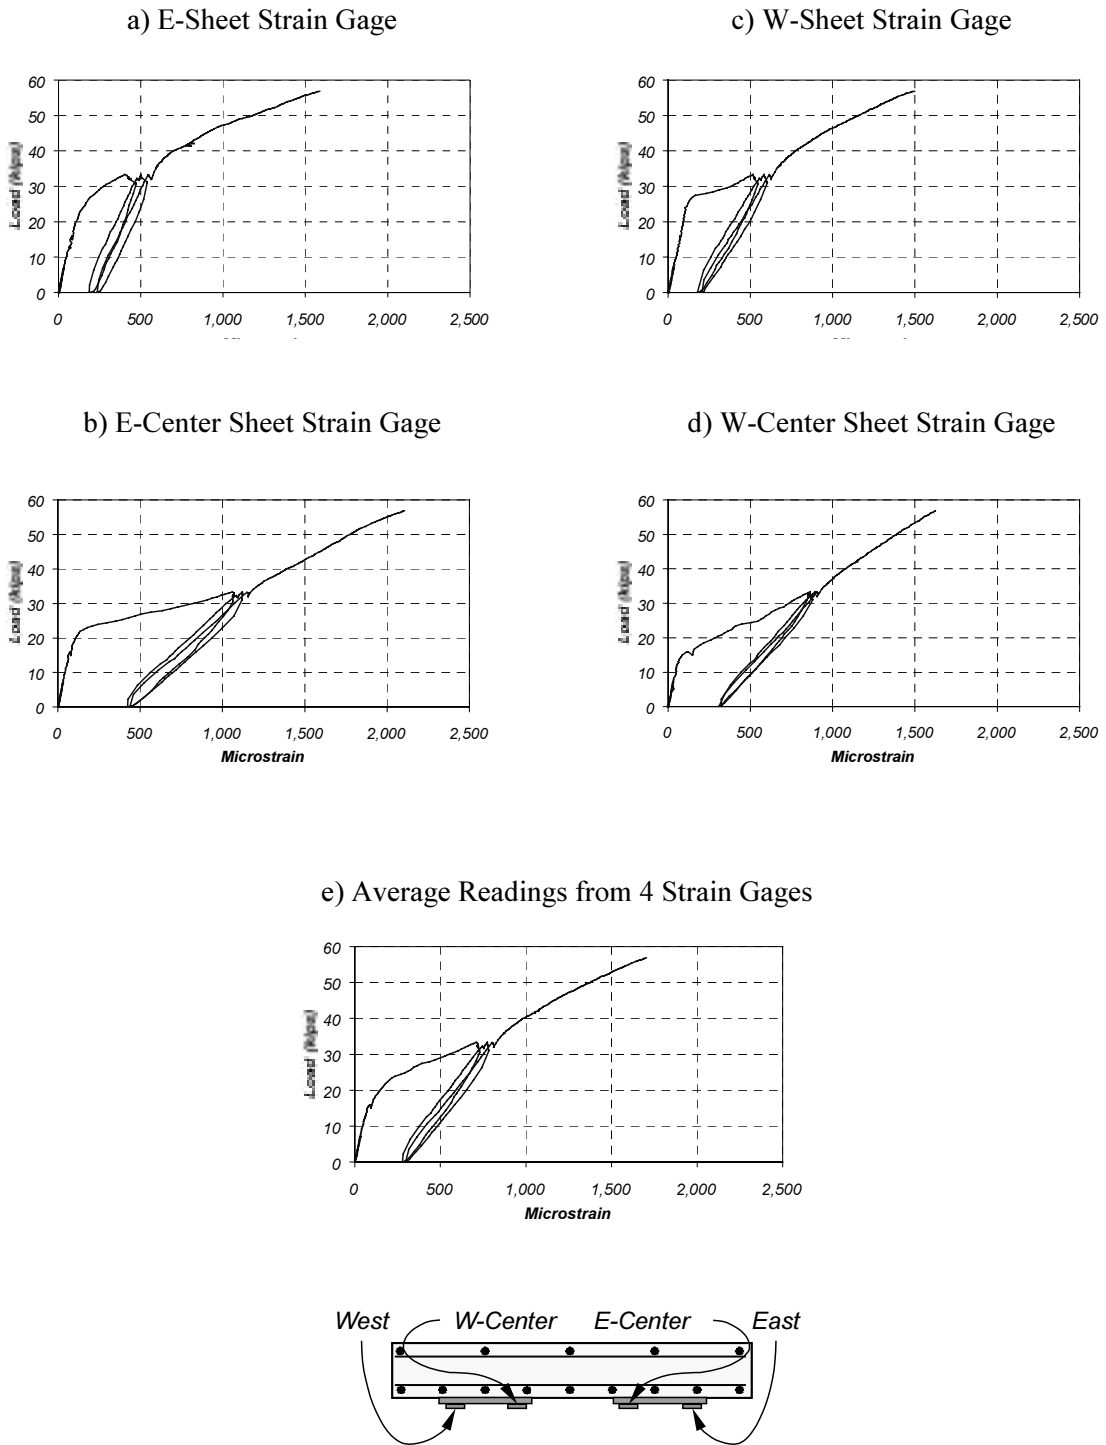 a) E-Sheet Strain Gage
c) W-Sheet Strain Gage
60
50
40
30
20
10
0
Load (kips)
0 500 1,000 1,500 2,000 2,500
60
50
40
30
20
10
0
Load (kips)
0 500 1,000 1,500 2,000 2,500
b) E-Center Sheet Strain Gage
d) W-Center Sheet Strain Gage
60
50
40
30
20
10
0
Load (kips)
0 500 1,000 1,500 2,000 2,500
Microstrain
60
50
40
30
20
10
0
Load (kips)
0 500 1,000 1,500 2,000 2,500
Microstrain
e) Average Readings from 4 Strain Gages
60
50
40
30
20
10
0
Load (kips)
0 500 1,000 1,500 2,000 2,500
Microstrain
West W-Center E-Center East